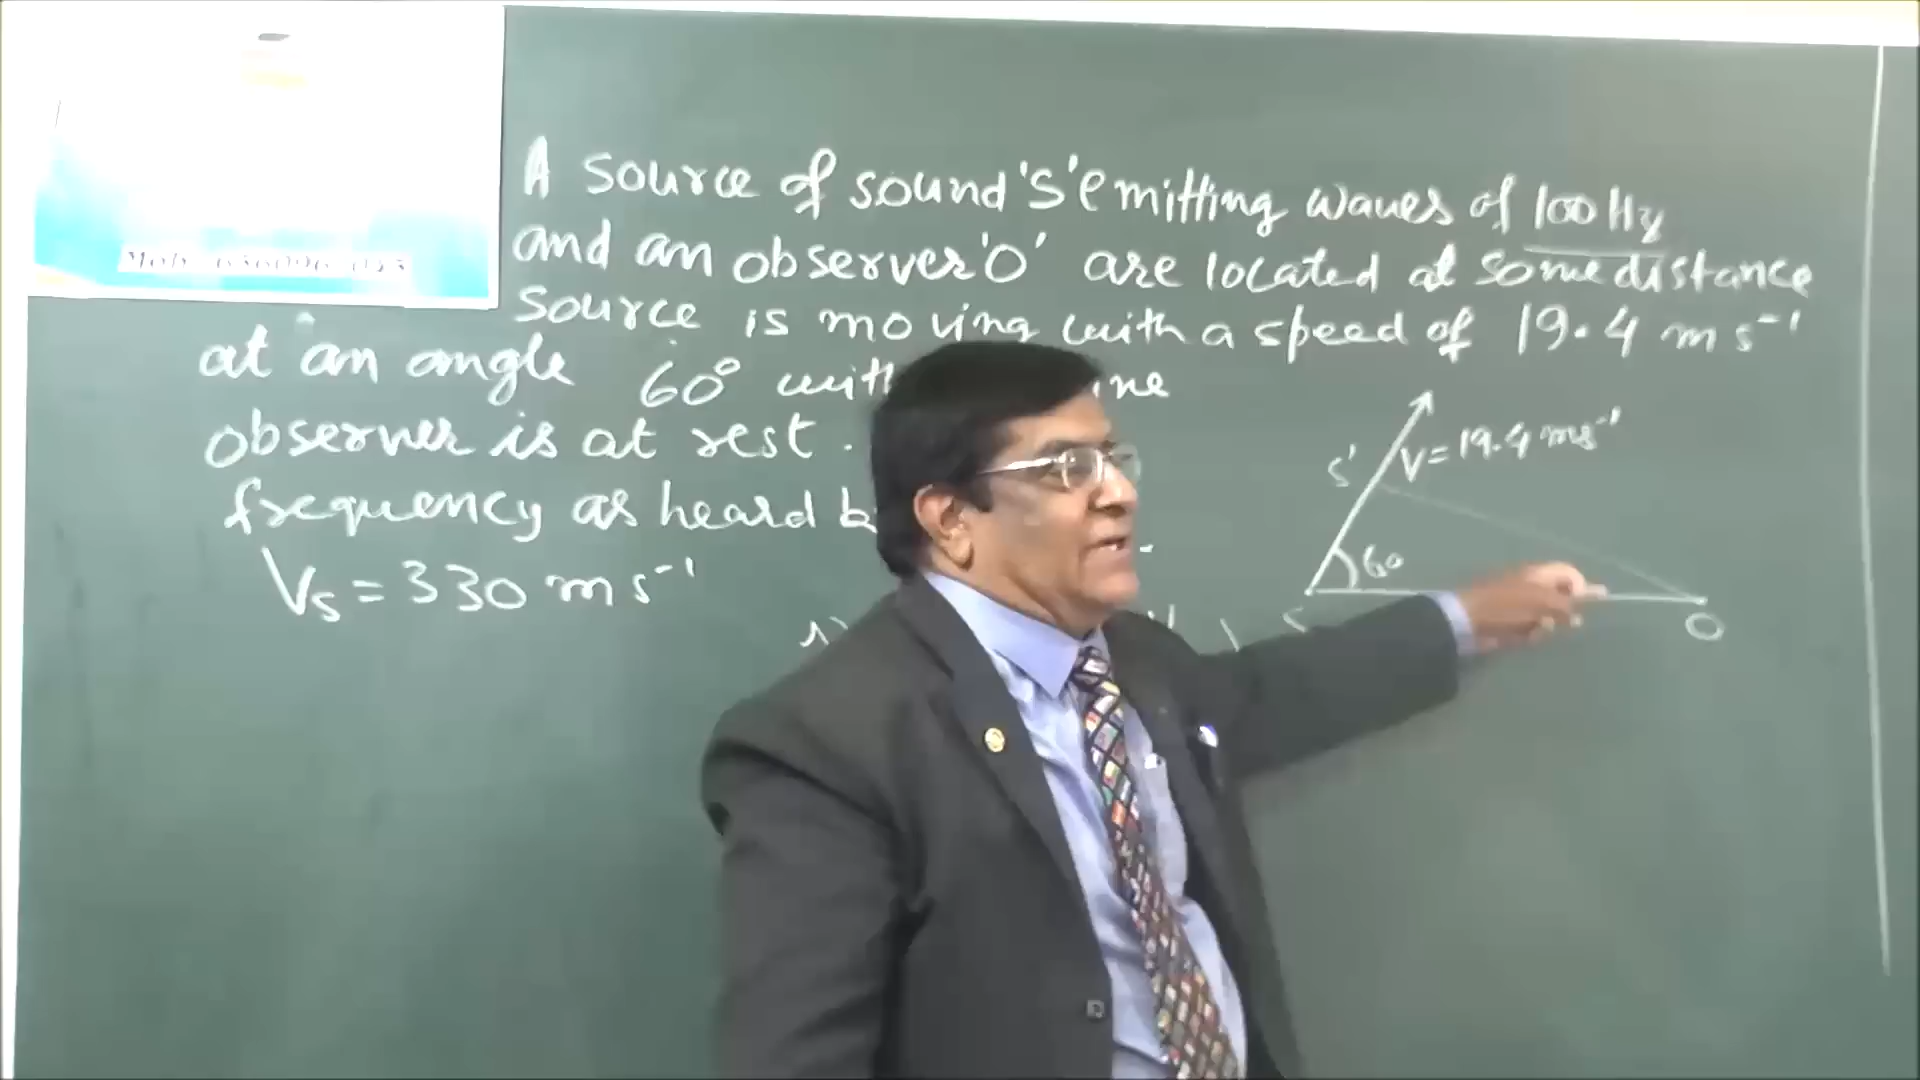 A source of sound 'S' emitting waves of 100 Hz
and an observer 'O' are located at some distance
source is moving with a speed of 19.4 m s⁻¹
at an angle 60° with
observer is at rest.
frequency as heard
Vs = 330 m s⁻¹
S'
V = 19.4 ms⁻¹
60
O